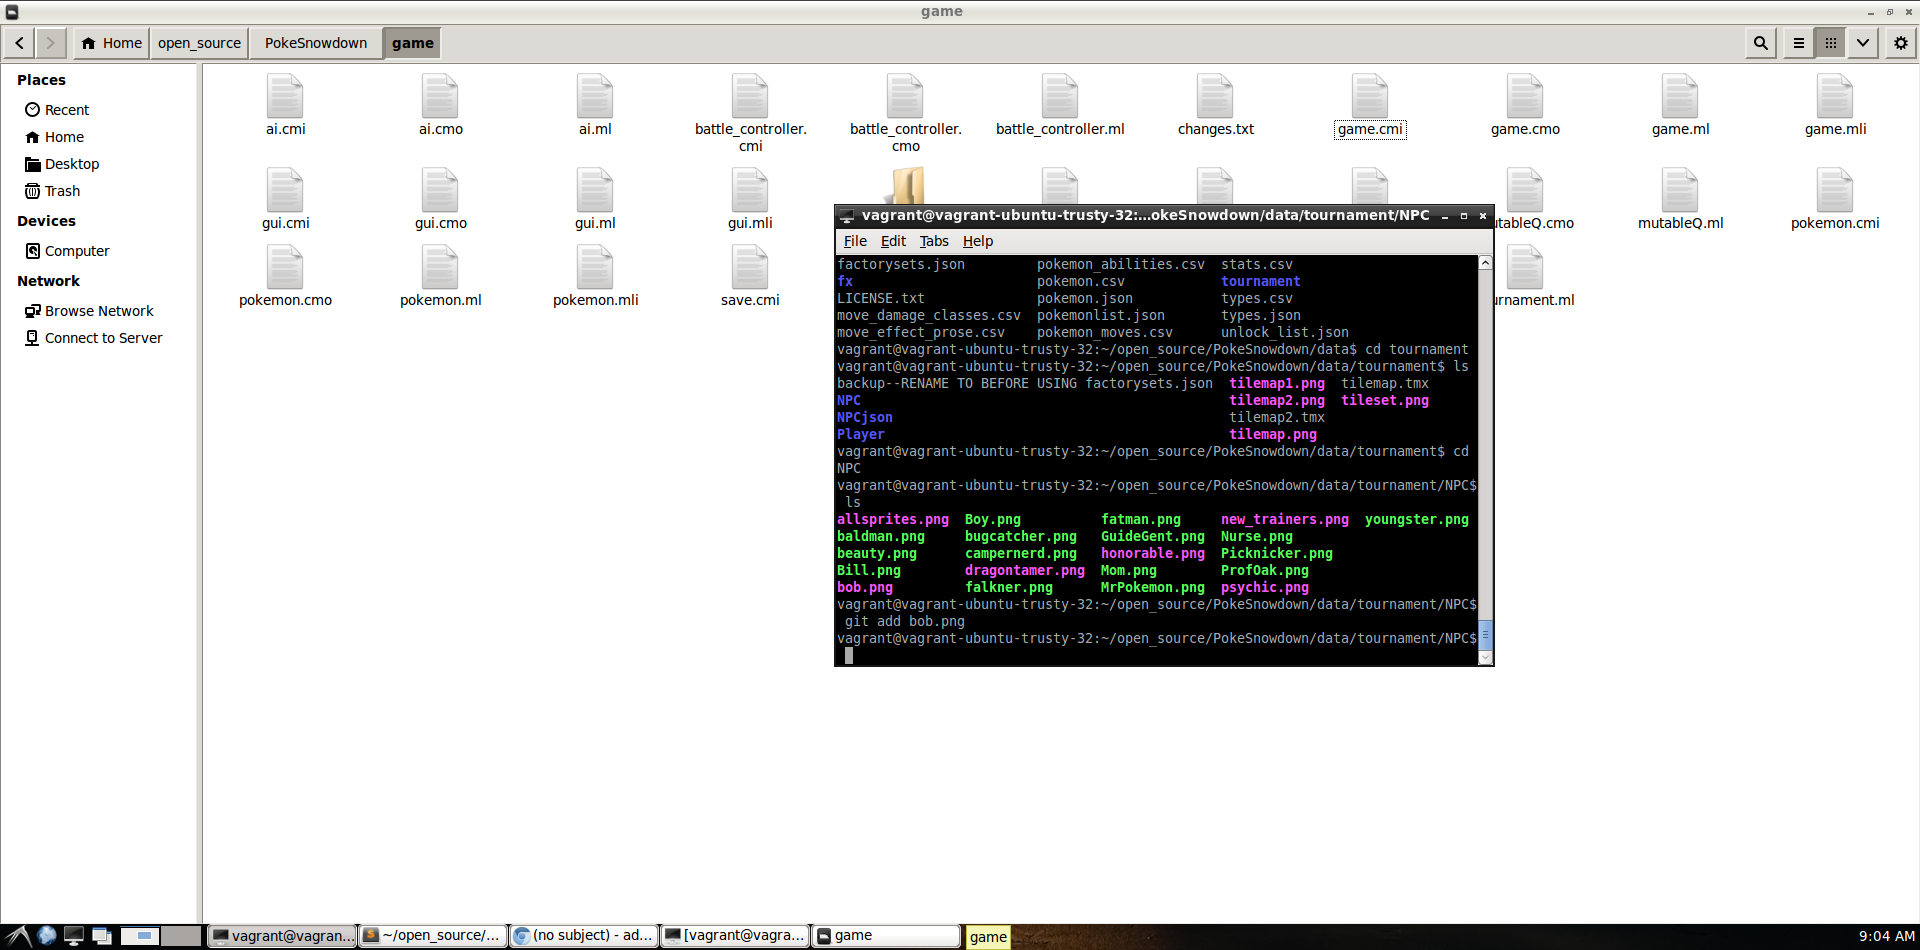 game
Home
open_source
PokeSnowdown
game
Places
Recent
Home
Desktop
Trash
Devices
Computer
Network
Browse Network
Connect to Server
ai.cmi
ai.cmo
ai.ml
battle_controller.
cmi
battle_controller.
cmo
battle_controller.ml
changes.txt
game.cmi
game.cmo
game.ml
game.mli
gui.cmi
gui.cmo
gui.ml
gui.mli
utableQ.cmo
mutableQ.ml
pokemon.cmi
pokemon.cmo
pokemon.ml
pokemon.mli
save.cmi
urnament.ml
vagrant@vagrant-ubuntu-trusty-32:...okeSnowdown/data/tournament/NPC
File Edit Tabs Help
factorysets.json pokemon_abilities.csv stats.csv
fx pokemon.csv tournament
LICENSE.txt pokemon.json types.csv
move_damage_classes.csv pokemonlist.json types.json
move_effect_prose.csv pokemon_moves.csv unlock_list.json
vagrant@vagrant-ubuntu-trusty-32:~/open_source/PokeSnowdown/data$ cd tournament
vagrant@vagrant-ubuntu-trusty-32:~/open_source/PokeSnowdown/data/tournament$ ls
backup--RENAME TO BEFORE USING factorysets.json tilemap1.png tilemap.tmx
NPC tilemap2.png tileset.png
NPCjson tilemap2.tmx
Player tilemap.png
vagrant@vagrant-ubuntu-trusty-32:~/open_source/PokeSnowdown/data/tournament$ cd
NPC
vagrant@vagrant-ubuntu-trusty-32:~/open_source/PokeSnowdown/data/tournament/NPC$
ls
allsprites.png Boy.png fatman.png new_trainers.png youngster.png
baldman.png bugcatcher.png GuideGent.png Nurse.png
beauty.png campernerd.png honorable.png Picknicker.png
Bill.png dragontamer.png Mom.png ProfOak.png
bob.png falkner.png MrPokemon.png psychic.png
vagrant@vagrant-ubuntu-trusty-32:~/open_source/PokeSnowdown/data/tournament/NPC$
git add bob.png
vagrant@vagrant-ubuntu-trusty-32:~/open_source/PokeSnowdown/data/tournament/NPC$
vagrant@vagran...
~/open_source/...
(no subject) - ad...
[vagrant@vagra...
game
game
9:04 AM